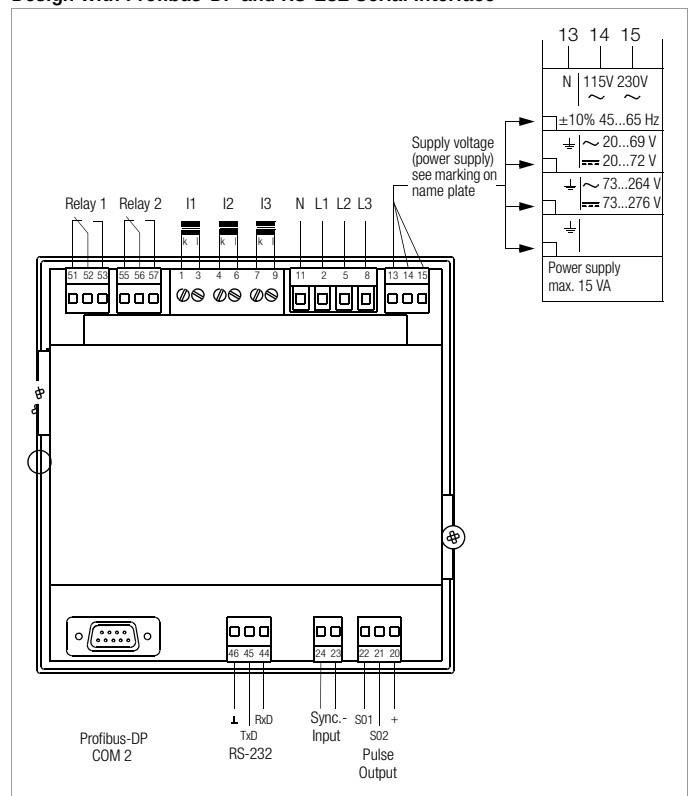 Design with Profibus-DP and RS-232 Serial Interface
13 14 15
N 115V 230V
~ ~
±10% 45...65 Hz
~ 20...69 V
20...72 V
~ 73...264 V
73...276 V
Power supply
max. 15 VA
Supply voltage
(power supply)
see marking on
name plate
Relay 1 Relay 2 I1 I2 I3 N L1 L2 L3
k l k l k l
51 52 53 55 56 57 1 3 4 6 7 9 11 2 5 8 13 14 15
46 45 44 24 23 22 21 20
⊥ RxD
TxD
RS-232
Sync.-
Input
S01 +
S02
Pulse
Output
Profibus-DP
COM 2